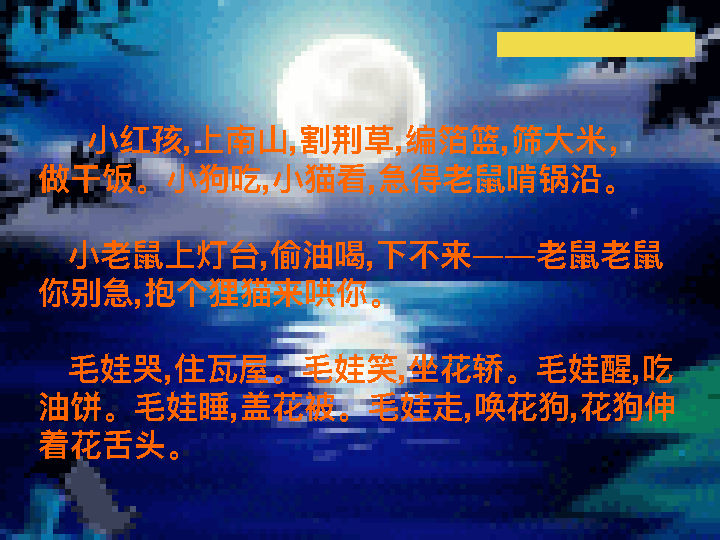 小红孩,上南山,割荆草,编箔篮,筛大米,
做干饭。小狗吃,小猫看,急得老鼠啃锅沿。
小老鼠上灯台,偷油喝,下不来——老鼠老鼠
你别急,抱个狸猫来哄你。
毛娃哭,住瓦屋。毛娃笑,坐花轿。毛娃醒,吃
油饼。毛娃睡,盖花被。毛娃走,唤花狗,花狗伸
着花舌头。